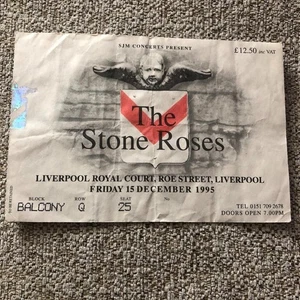 SJM CONCERTS PRESENT
£12.50 inc VAT
The
Stone Roses
LIVERPOOL ROYAL COURT, ROE STREET, LIVERPOOL
FRIDAY 15 DECEMBER 1995
BLOCK ROW SEAT No
BALCONY Q 25
TEL 0151 709 2678
DOORS OPEN 7.00PM